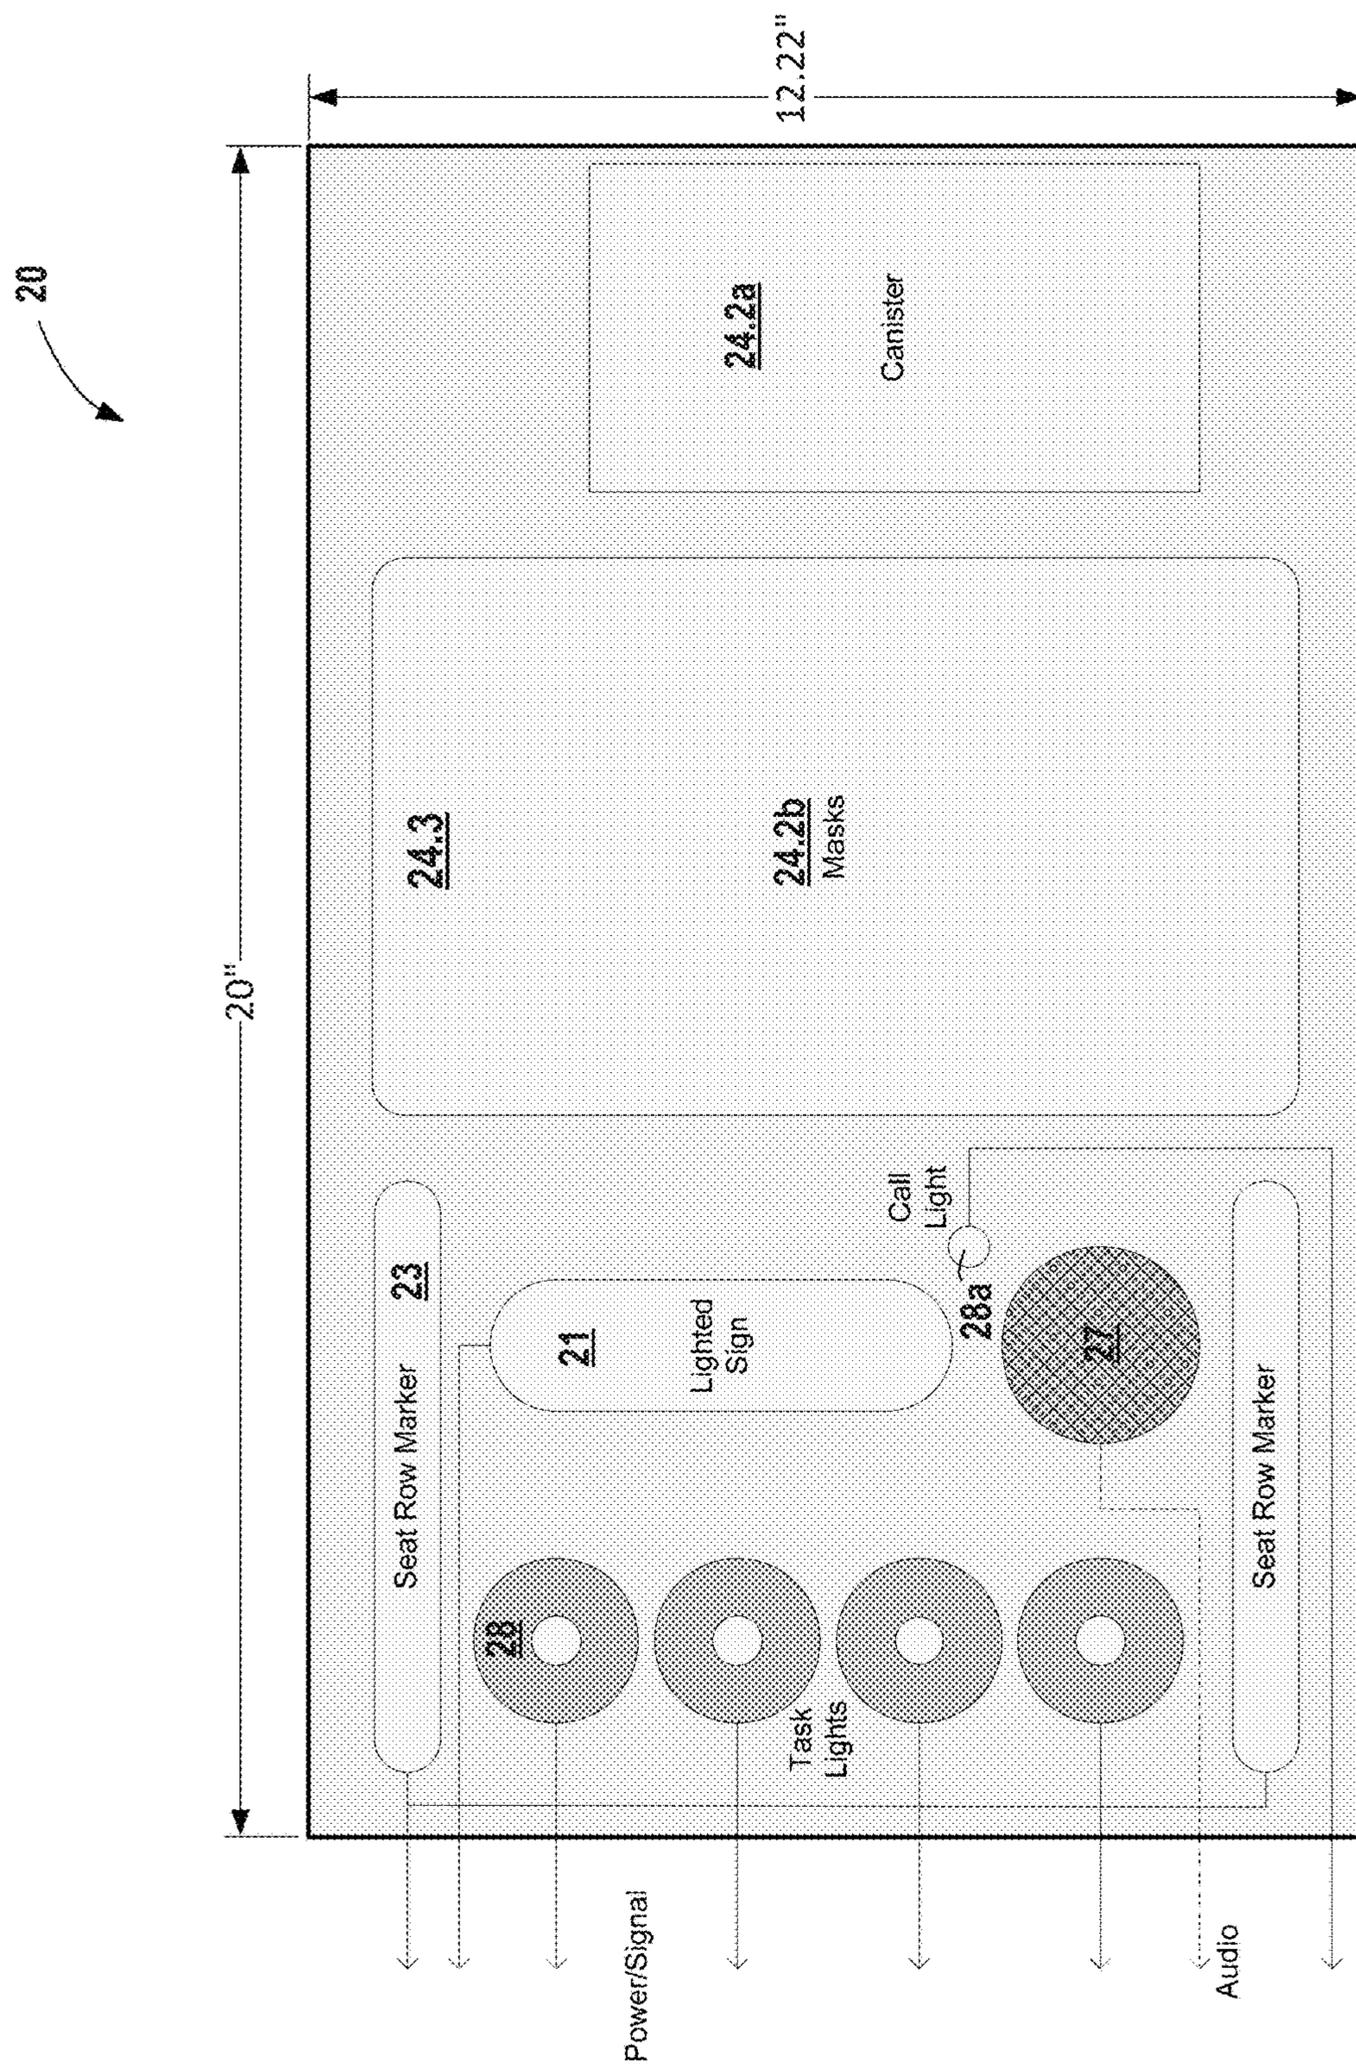 20
20"
12.22"
Seat Row Marker
23
24.3
24.2a
Canister
28
21
Lighted
Sign
24.2b
Masks
Task
Lights
Call
Light
28a
27
Seat Row Marker
Power/Signal
Audio